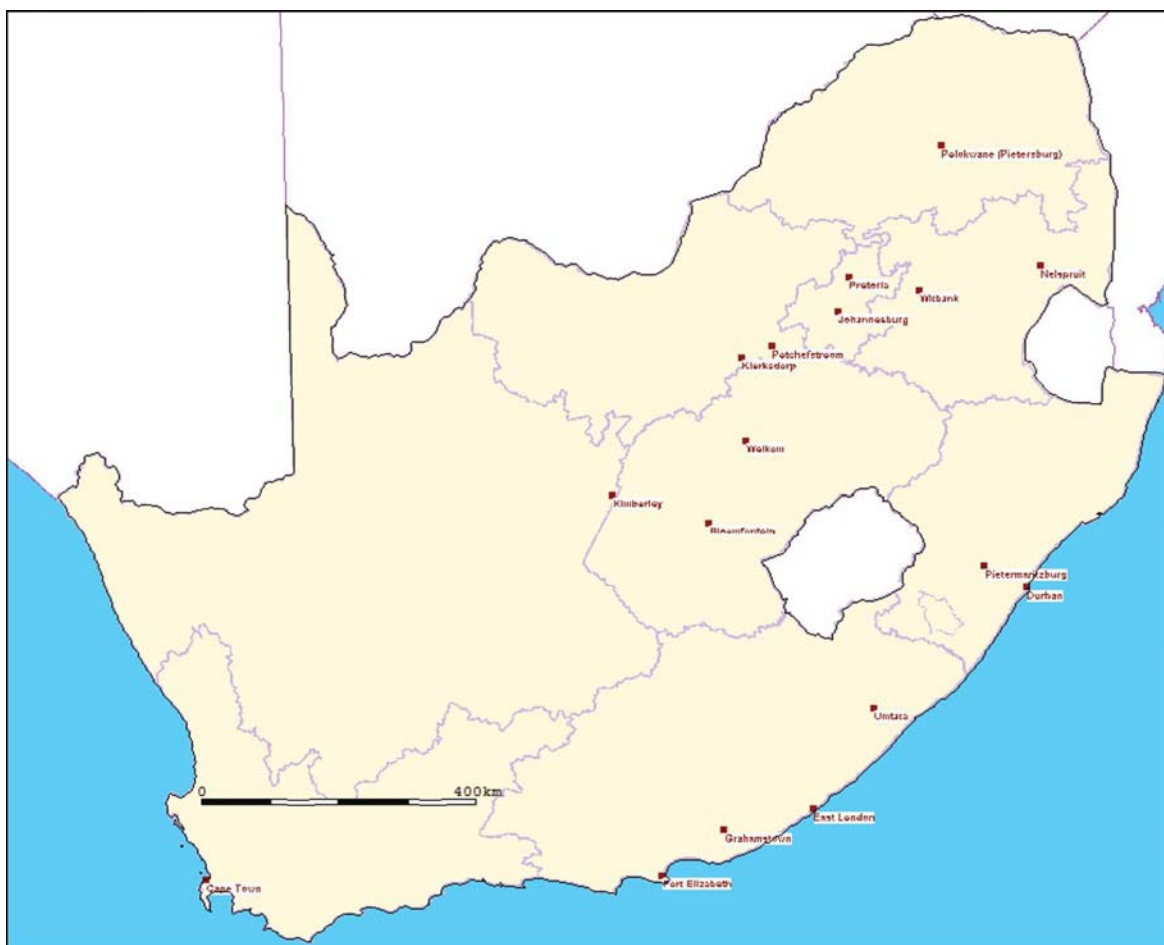 Polokwane (Pietersburg)
Nelspruit
Pretoria
Witbank
Johannesburg
Potchefstroom
Klerksdorp
Welkom
Kimberley
Bloemfontein
Pietermaritzburg
Durban
Umtata
0 400km
East London
Grahamstown
Port Elizabeth
Cape Town